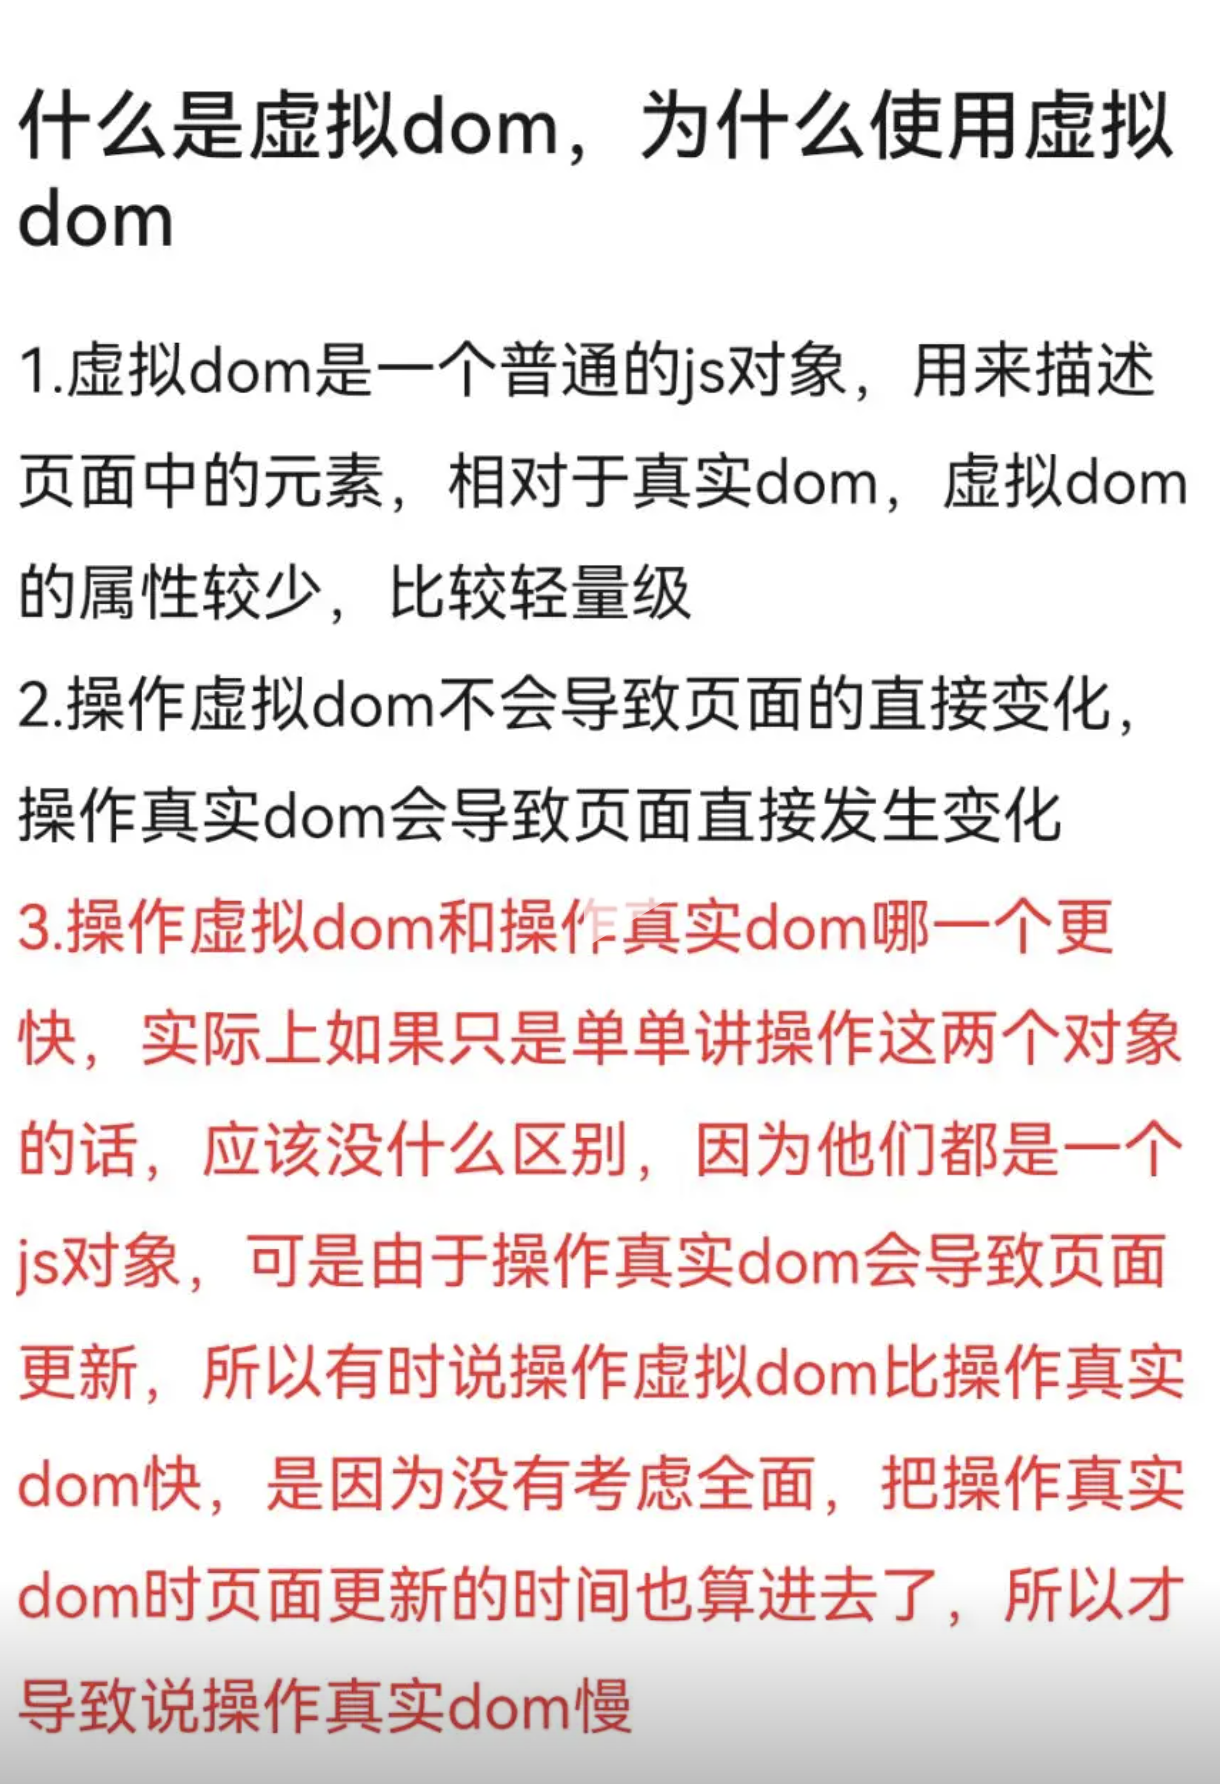 什么是虚拟dom，为什么使用虚拟
dom
1.虚拟dom是一个普通的js对象，用来描述
页面中的元素，相对于真实dom，虚拟dom
的属性较少，比较轻量级
2.操作虚拟dom不会导致页面的直接变化，
操作真实dom会导致页面直接发生变化
3.操作虚拟dom和操作真实dom哪一个更
快，实际上如果只是单单讲操作这两个对象
的话，应该没什么区别，因为他们都是一个
js对象，可是由于操作真实dom会导致页面
更新，所以有时说操作虚拟dom比操作真实
dom快，是因为没有考虑全面，把操作真实
dom时页面更新的时间也算进去了，所以才
导致说操作真实dom慢